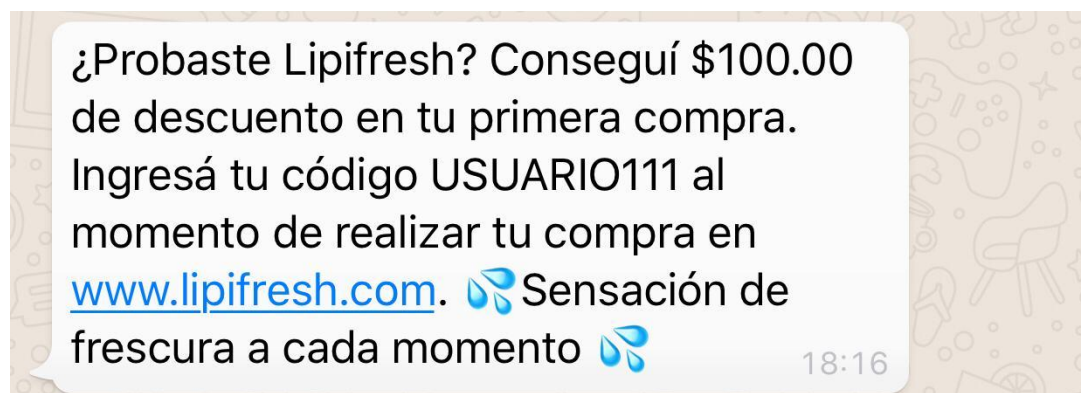 ¿Probaste Lipifresh? Conseguí $100.00
de descuento en tu primera compra.
Ingresá tu código USUARIO111 al
momento de realizar tu compra en
www.lipifresh.com. 💦Sensación de
frescura a cada momento 💦
18:16